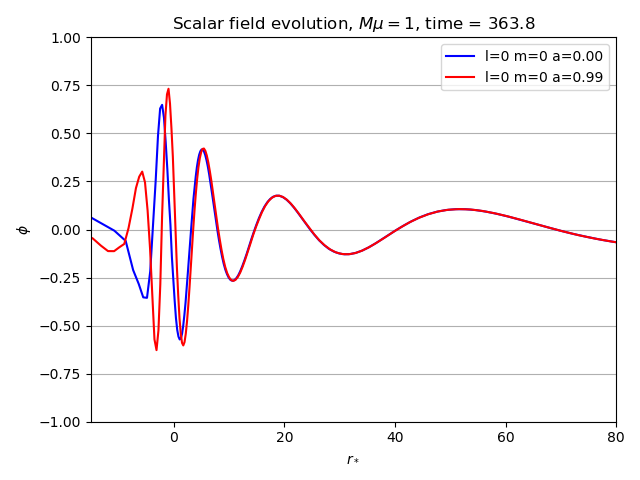 Scalar field evolution, Mμ = 1, time = 363.8
1.00
0.75
0.50
0.25
0.00
−0.25
−0.50
−0.75
−1.00
ϕ
l=0 m=0 a=0.00
l=0 m=0 a=0.99
0 20 40 60 80
r*